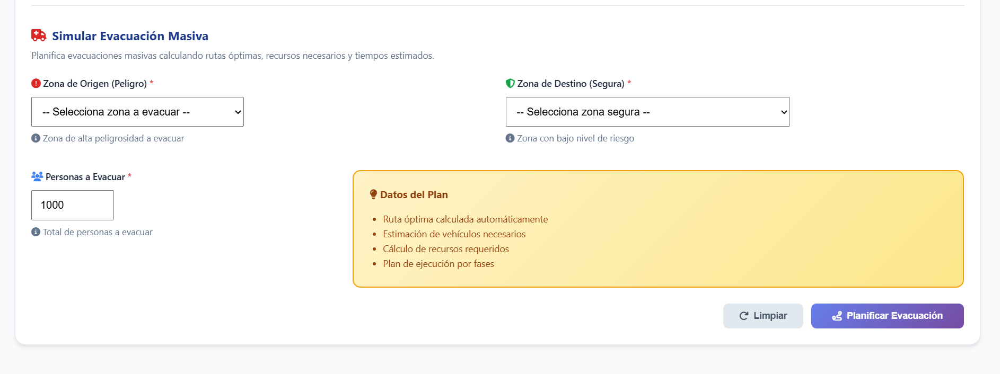 Simular Evacuación Masiva
Planifica evacuaciones masivas calculando rutas óptimas, recursos necesarios y tiempos estimados.
Zona de Origen (Peligro) *
-- Selecciona zona a evacuar --
Zona de alta peligrosidad a evacuar
Zona de Destino (Segura) *
-- Selecciona zona segura --
Zona con bajo nivel de riesgo
Personas a Evacuar *
1000
Total de personas a evacuar
Datos del Plan
• Ruta óptima calculada automáticamente
• Estimación de vehículos necesarios
• Cálculo de recursos requeridos
• Plan de ejecución por fases
Limpiar
Planificar Evacuación